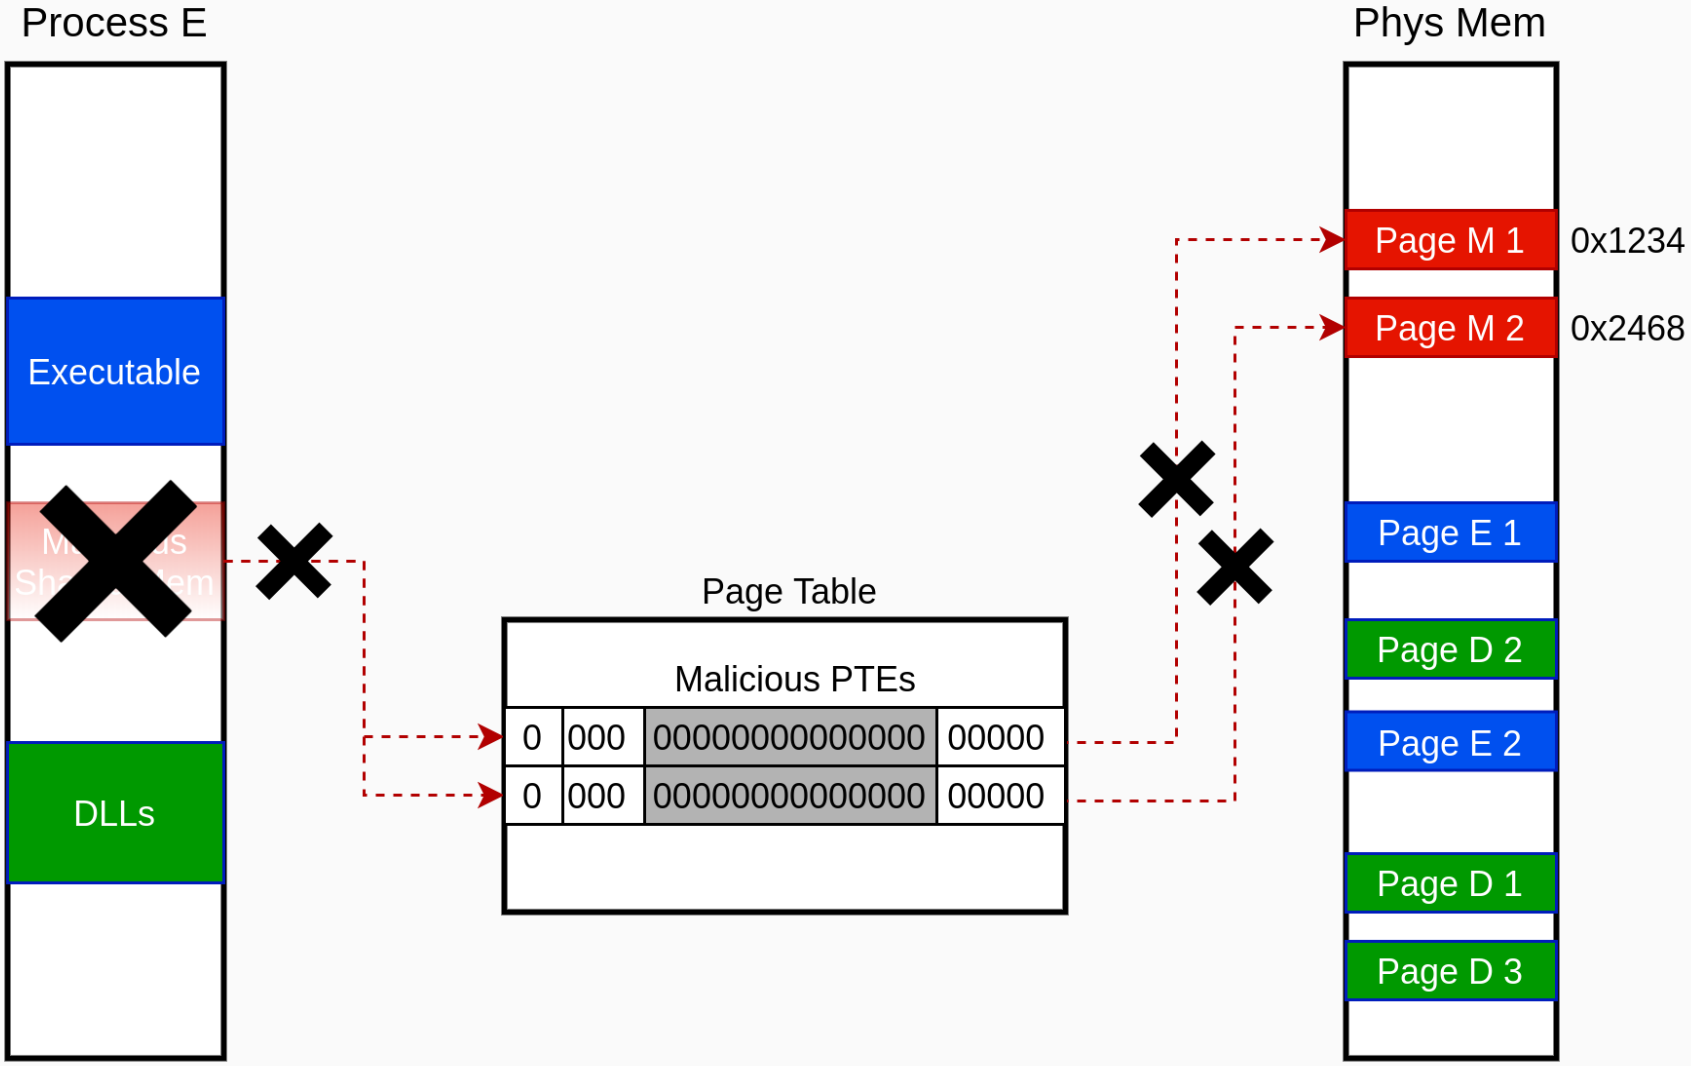 Process E
Phys Mem
Page M 1
0x1234
Page M 2
0x2468
Executable
Page E 1
Page Table
Page D 2
Malicious PTEs
0 000 00000000000000 00000
Page E 2
0 000 00000000000000 00000
DLLs
Page D 1
Page D 3